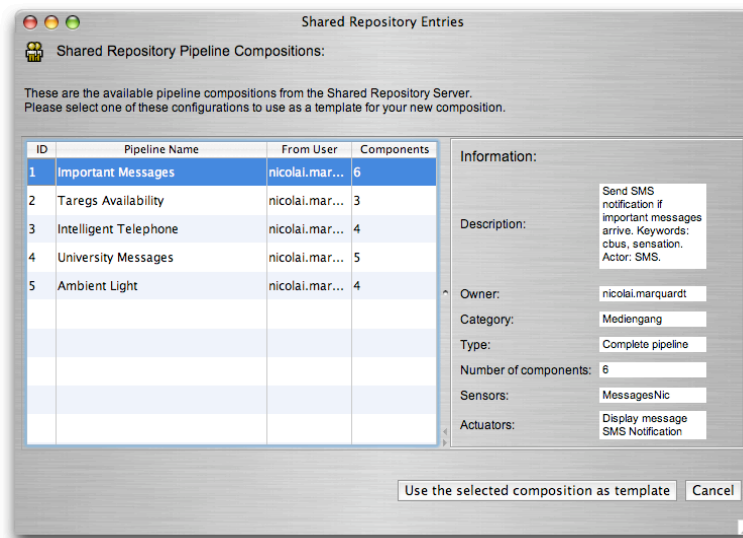 Shared Repository Entries
Shared Repository Pipeline Compositions:
These are the available pipeline compositions from the Shared Repository Server.
Please select one of these configurations to use as a template for your new composition.
ID Pipeline Name From User Components
1 Important Messages nicolai.mar... 6
2 Taregs Availability nicolai.mar... 3
3 Intelligent Telephone nicolai.mar... 4
4 University Messages nicolai.mar... 5
5 Ambient Light nicolai.mar... 4
Information:
Description:
Send SMS
notification if
important messages
arrive. Keywords:
cbus, sensation.
Actor: SMS.
Owner: nicolai.marquardt
Category: Mediengang
Type: Complete pipeline
Number of components: 6
Sensors: MessagesNic
Actuators:
Display message
SMS Notification
Use the selected composition as template Cancel